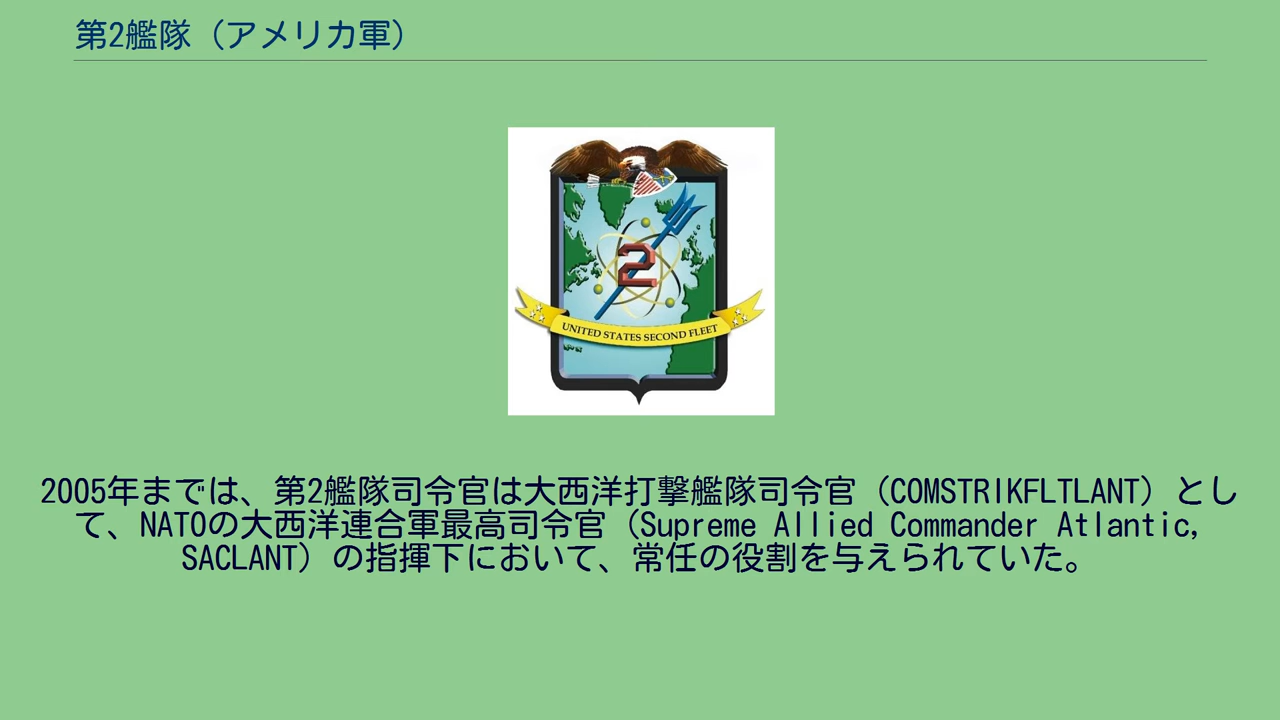 第2艦隊（アメリカ軍）
2
UNITED STATES SECOND FLEET
2005年までは、第2艦隊司令官は大西洋打撃艦隊司令官（COMSTRIKFLTLANT）とし
て、NATOの大西洋連合軍最高司令官（Supreme Allied Commander Atlantic,
SACLANT）の指揮下において、常任の役割を与えられていた。